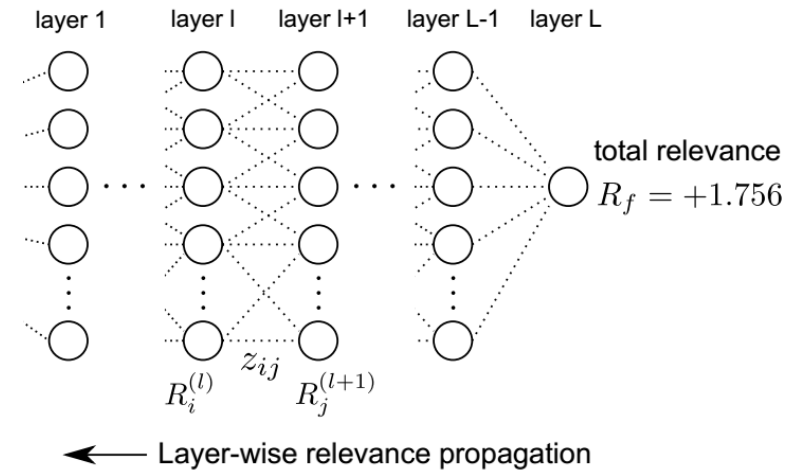 layer 1 layer l layer l+1 layer L-1 layer L
total relevance
R_f = +1.756
z_{ij}
R_i^{(l)} R_j^{(l+1)}
Layer-wise relevance propagation